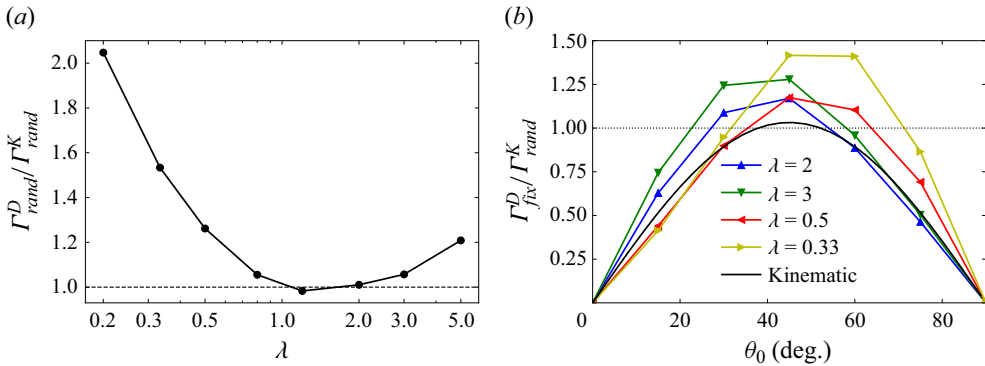 (a)
Γ^D_rand / Γ^K_rand
2.0
1.8
1.6
1.4
1.2
1.0
0.2 0.3 0.5 1.0 2.0 3.0 5.0
λ
(b)
Γ^D_fix / Γ^K_rand
1.50
1.25
1.00
0.75
0.50
0.25
λ = 2
λ = 3
λ = 0.5
λ = 0.33
Kinematic
0 20 40 60 80
θ0 (deg.)